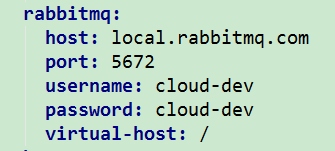 rabbitmq:
  host: local.rabbitmq.com
  port: 5672
  username: cloud-dev
  password: cloud-dev
  virtual-host: /